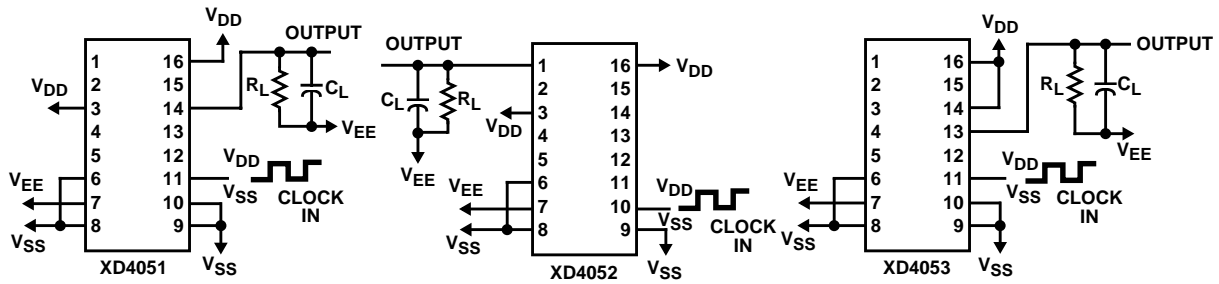 VDD
OUTPUT
1 16
2 15
VDD
3 14
4 13
5 12
6 11
7 10
8 9
RL
CL
VEE
VDD
VSS
CLOCK
IN
VEE
VSS
VSS
XD4051
OUTPUT
1 16
2 15
3 14
4 13
5 12
6 11
7 10
8 9
VDD
CL
RL
VDD
VEE
VEE
VDD
VSS
CLOCK
IN
VSS
VSS
XD4052
VDD
OUTPUT
1 16
2 15
3 14
4 13
5 12
6 11
7 10
8 9
RL
CL
VEE
VDD
VSS
CLOCK
IN
VEE
VSS
VSS
XD4053